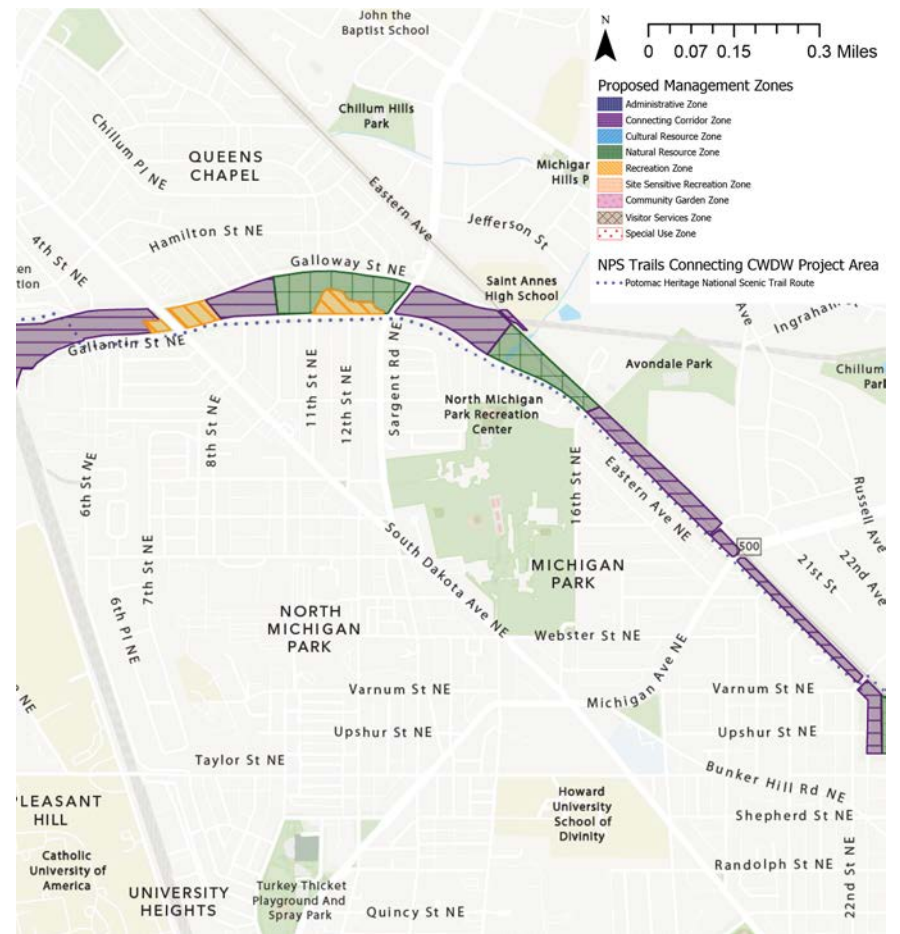 John the
Baptist School
N
0 0.07 0.15 0.3 Miles
Proposed Management Zones
Administrative Zone
Connecting Corridor Zone
Cultural Resource Zone
Natural Resource Zone
Recreation Zone
Site Sensitive Recreation Zone
Community Garden Zone
Visitor Services Zone
Special Use Zone
NPS Trails Connecting CWDW Project Area
Potomac Heritage National Scenic Trail Route
Chillum Hills
Park
Chillum Pl NE
QUEENS
CHAPEL
Michigan
Hills P
Eastern Ave
Jefferson St
Hamilton St NE
4th St NE
Galloway St NE
Saint Annes
High School
Ave
Ingraham
Gallantin St NE
Avondale Park
Chillum
Park
11th St NE
12th St NE
Sargent Rd NE
8th St NE
North Michigan
Park Recreation
Center
16th St NE
Eastern Ave NE
6th St NE
Russell Ave
22nd Ave
21st St
500
7th St NE
South Dakota Ave NE
MICHIGAN
PARK
6th Pl NE
NORTH
MICHIGAN
PARK
Webster St NE
Michigan Ave NE
Varnum St NE
Varnum St NE
Upshur St NE
Upshur St NE
Taylor St NE
Bunker Hill Rd NE
PLEASANT
HILL
Howard
University
School of
Divinity
Shepherd St NE
Catholic
University of
America
Randolph St NE
22nd St NE
UNIVERSITY
HEIGHTS
Turkey Thicket
Playground And
Spray Park
Quincy St NE